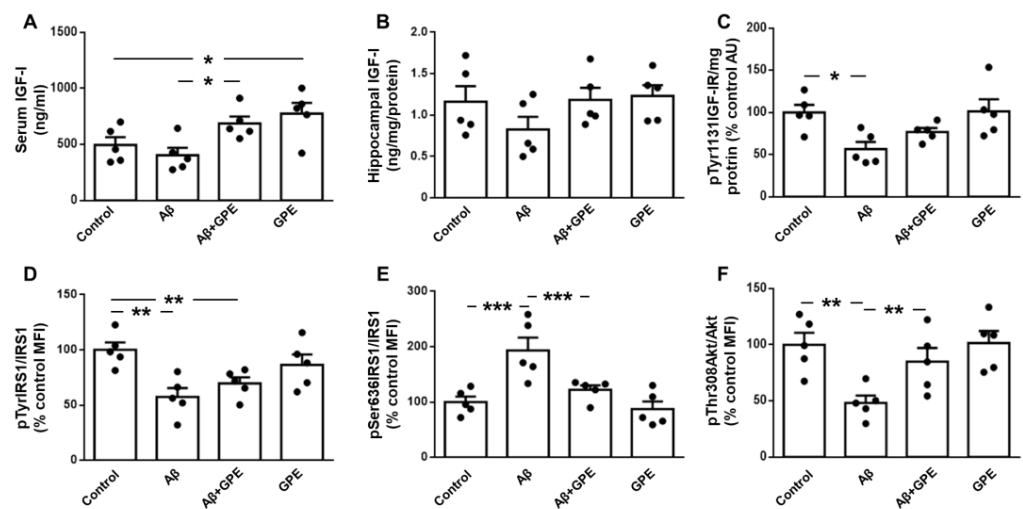 A
Serum IGF-I
(ng/ml)
1500
1000
500
0
*
*
Control
Aβ
Aβ+GPE
GPE
B
Hippocampal IGF-I
(ng/mg/protein)
2.0
1.5
1.0
0.5
0.0
Control
Aβ
Aβ+GPE
GPE
C
pTyr1131IGF-IR/mg
protrin (% control AU)
200
150
100
50
0
*
Control
Aβ
Aβ+GPE
GPE
D
pTyrIRS1/IRS1
(% control MFI)
150
100
50
0
**
**
Control
Aβ
Aβ+GPE
GPE
E
pSer636IRS1/IRS1
(% control MFI)
300
200
100
0
***
***
Control
Aβ
Aβ+GPE
GPE
F
pThr308Akt/Akt
(% control MFI)
150
100
50
0
**
**
Control
Aβ
Aβ+GPE
GPE